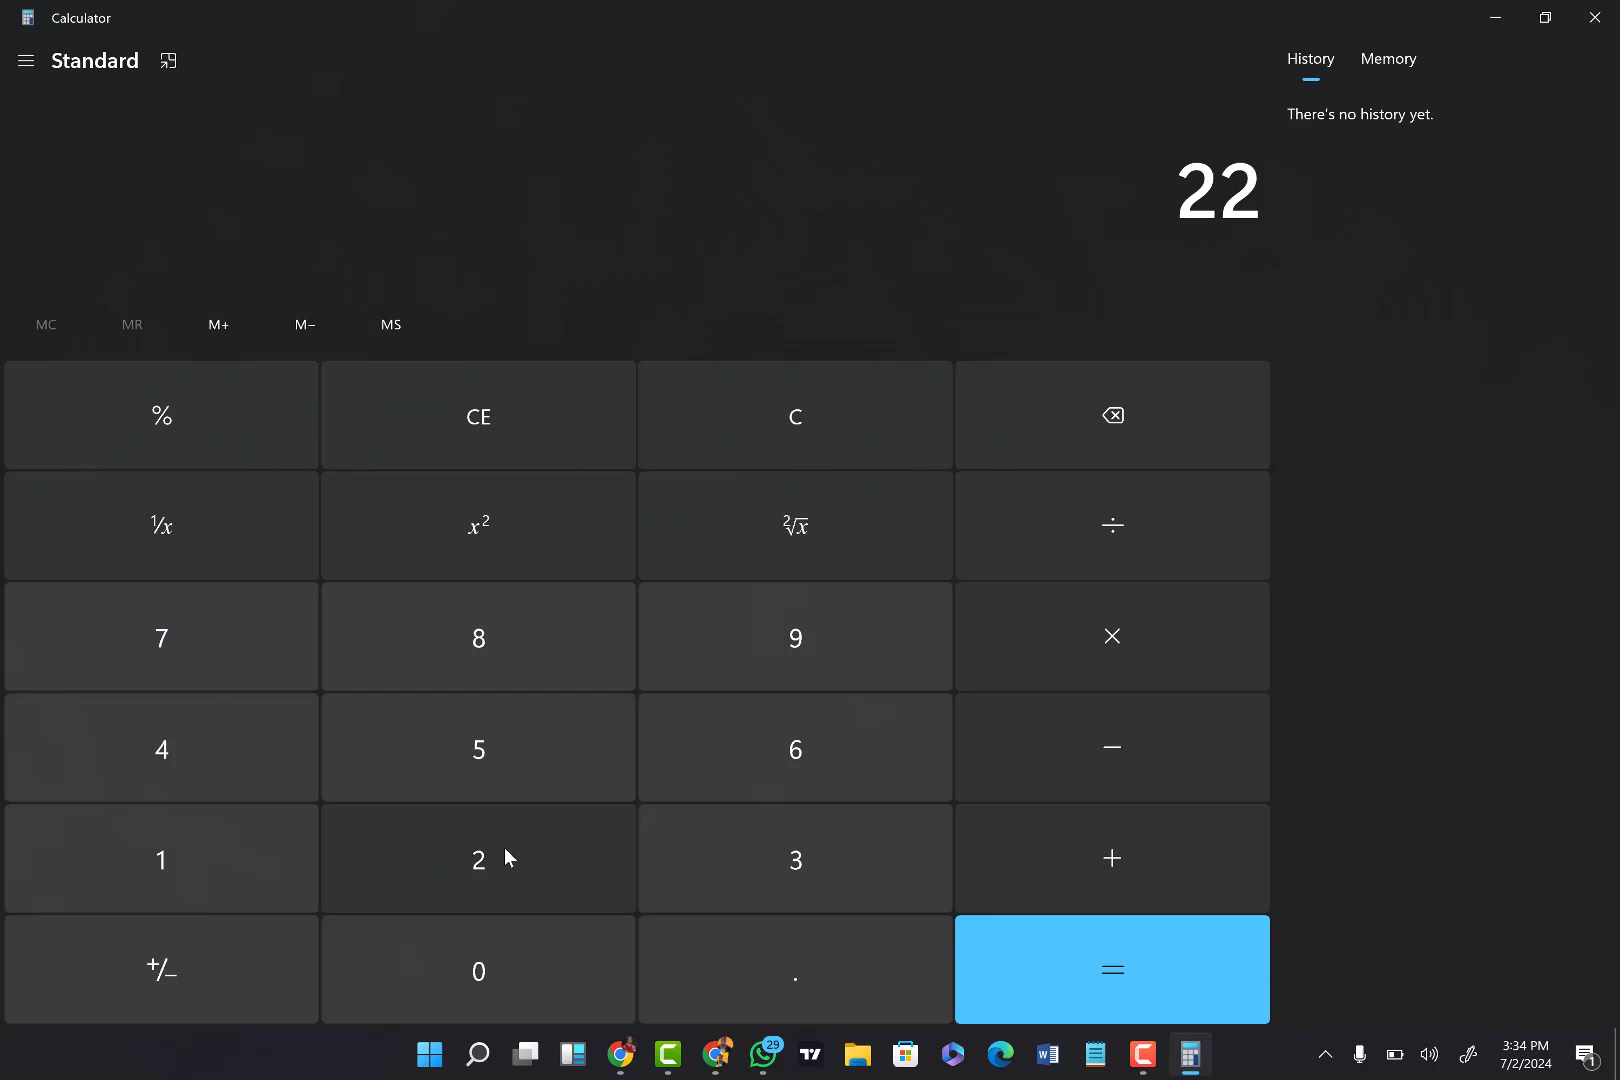 Calculator
Standard
History Memory
There's no history yet.
22
MC MR M+ M− MS
% CE C
1/x x² ²√x ÷
7 8 9 ×
4 5 6 −
1 2 3 +
+/− 0 . =
29
W
3:34 PM
7/2/2024
1